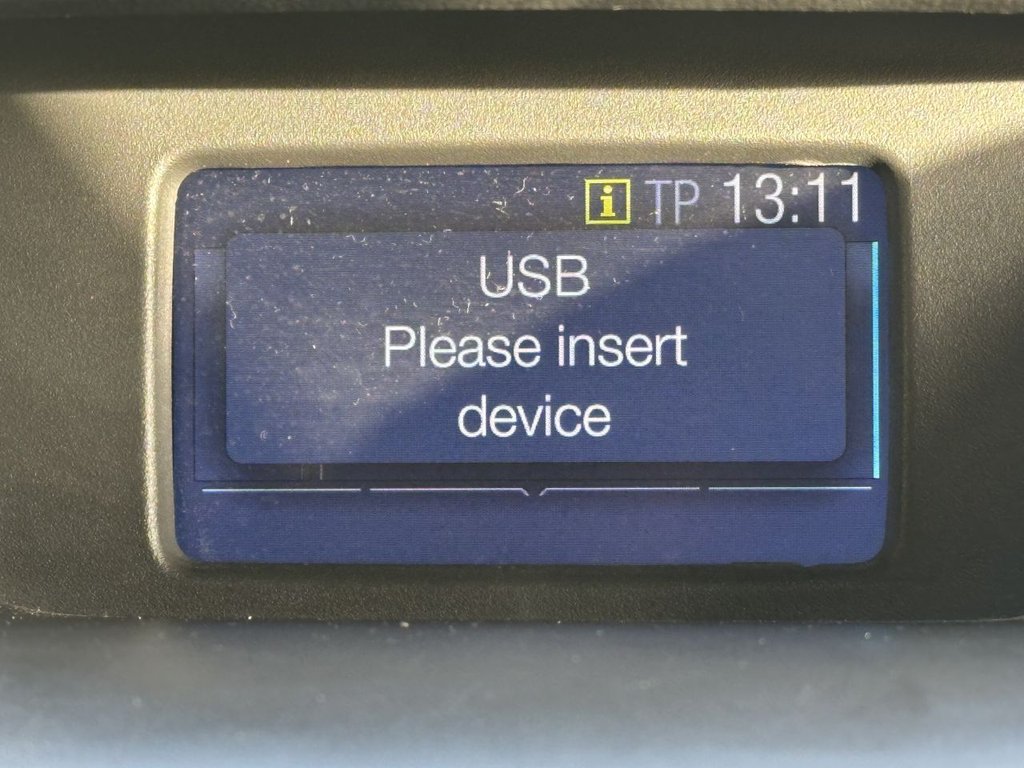 i TP 13:11
USB
Please insert
device